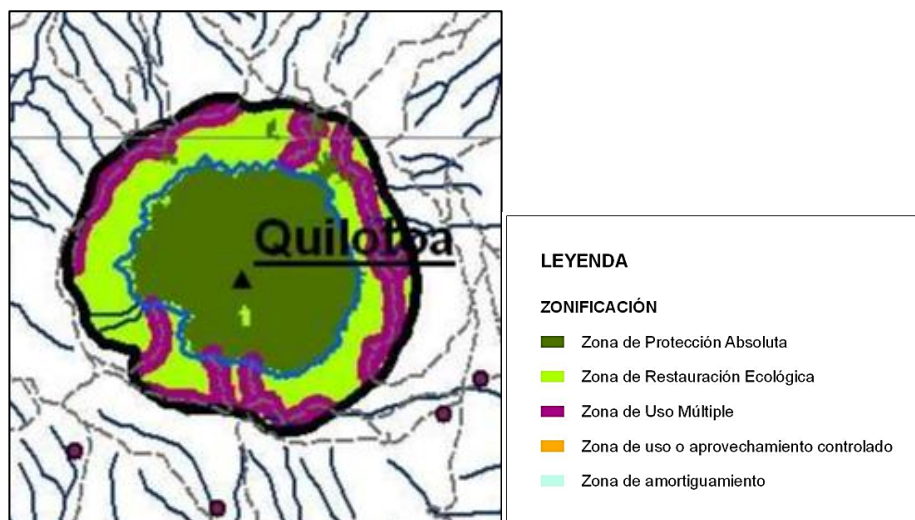 Quilotoa
LEYENDA
ZONIFICACIÓN
Zona de Protección Absoluta
Zona de Restauración Ecológica
Zona de Uso Múltiple
Zona de uso o aprovechamiento controlado
Zona de amortiguamiento